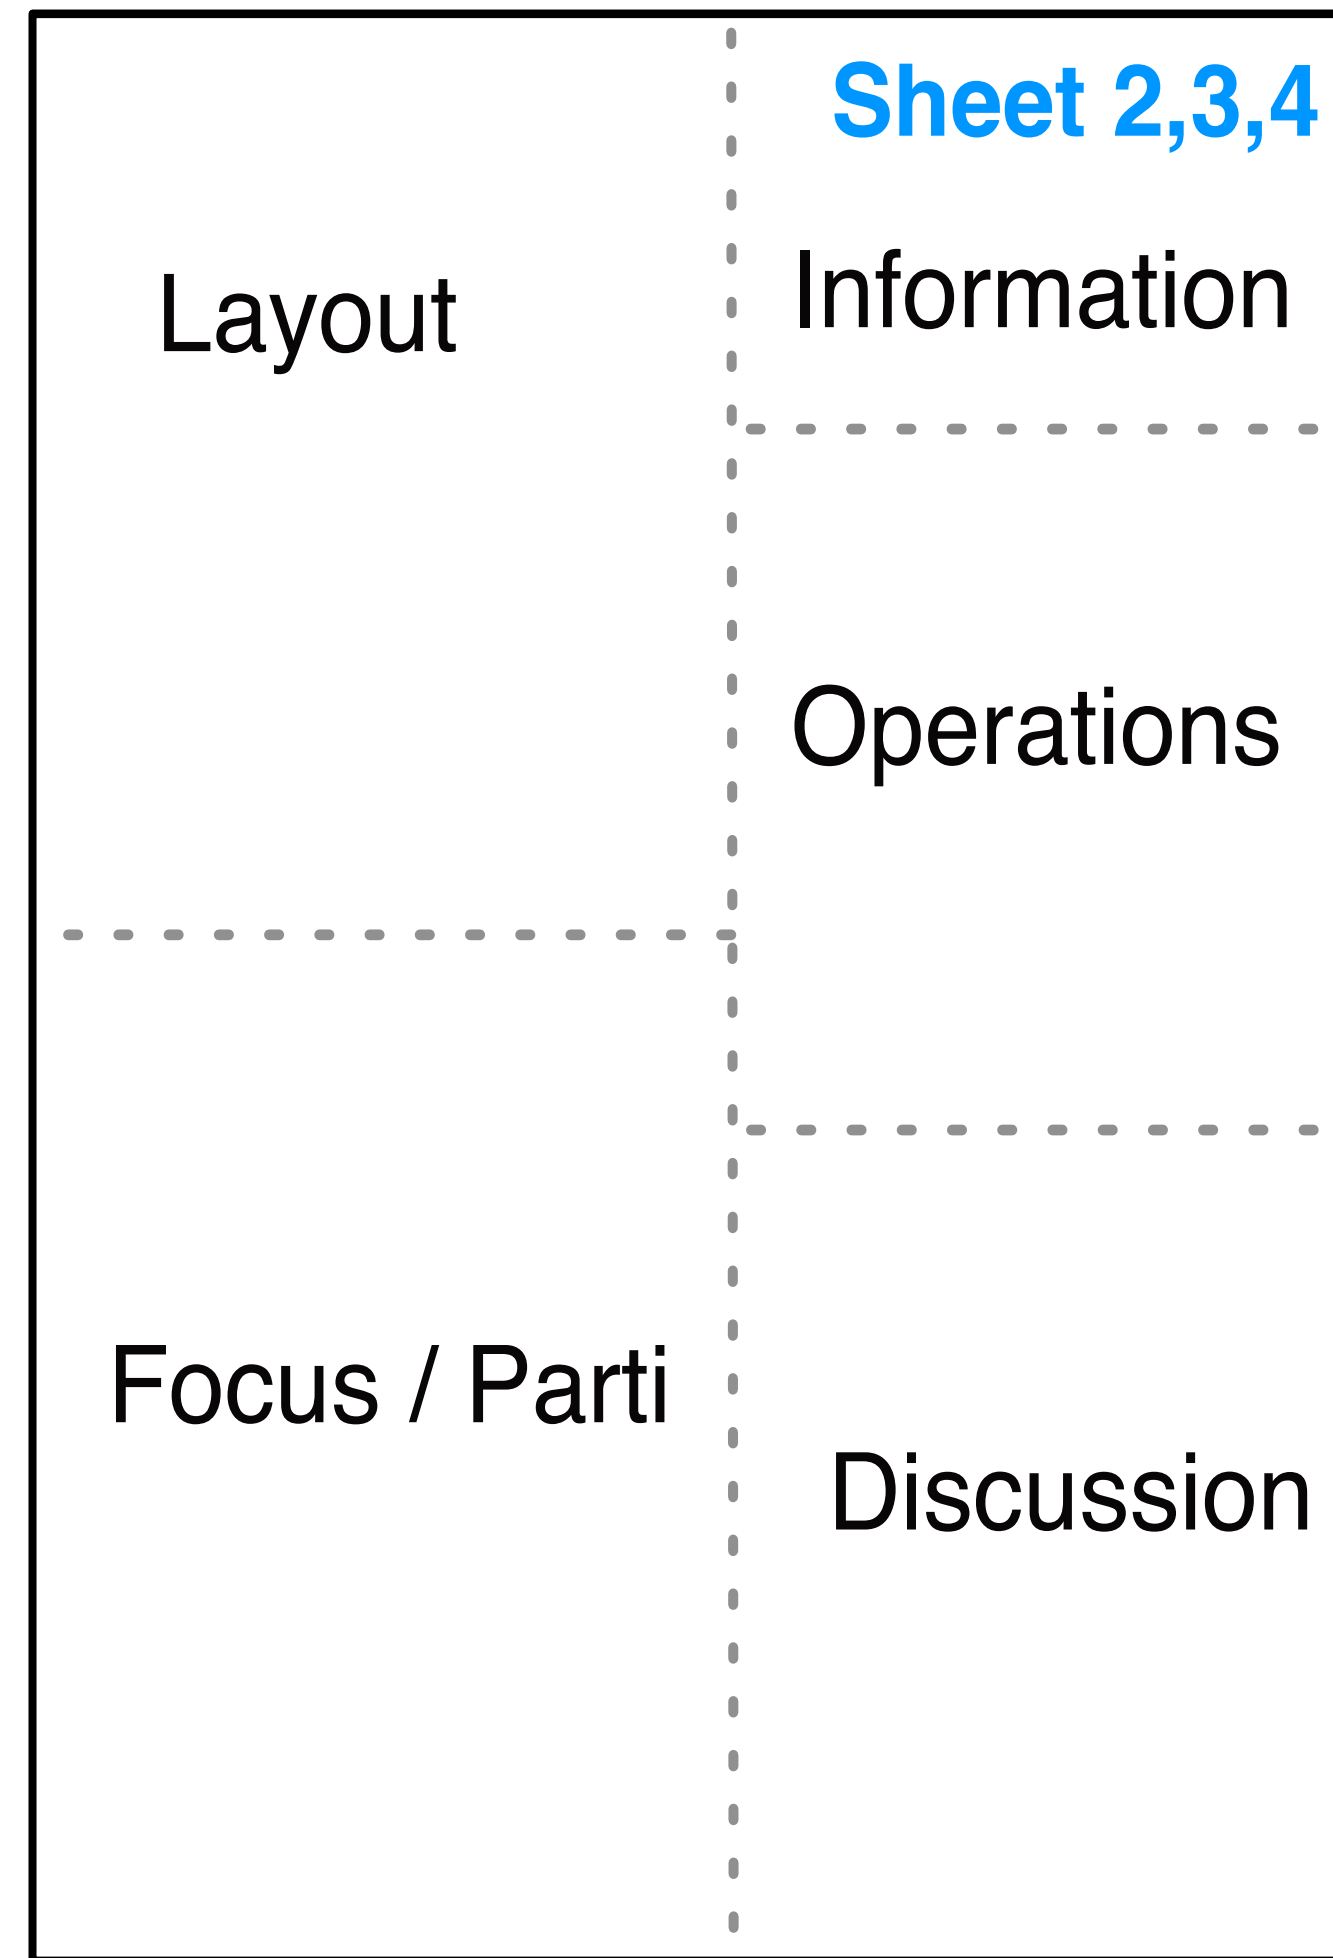 Sheet 2,3,4
Layout
Information
Operations
Focus / Parti
Discussion